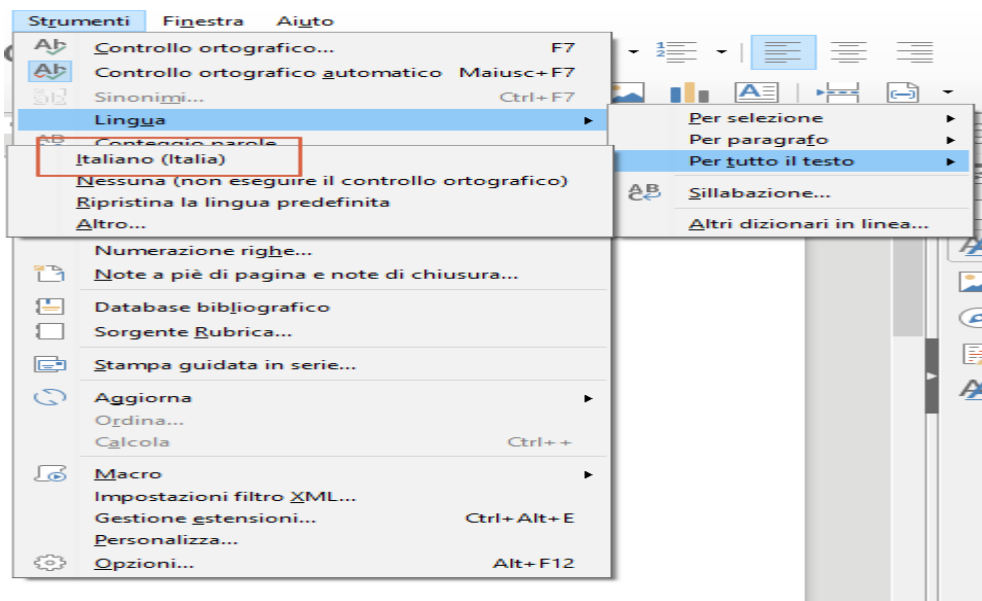 Strumenti Finestra Aiuto
Controllo ortografico... F7
Controllo ortografico automatico Maiusc+F7
Sinonimi... Ctrl+F7
Lingua
Per selezione
Conteggio parole
Per paragrafo
Italiano (Italia)
Per tutto il testo
Nessuna (non eseguire il controllo ortografico)
Sillabazione...
Ripristina la lingua predefinita
Altro...
Altri dizionari in linea...
Numerazione righe...
Note a piè di pagina e note di chiusura...
Database bibliografico
Sorgente Rubrica...
Stampa guidata in serie...
Aggiorna
Ordina...
Calcola Ctrl++
Macro
Impostazioni filtro XML...
Gestione estensioni... Ctrl+Alt+E
Personalizza...
Opzioni... Alt+F12